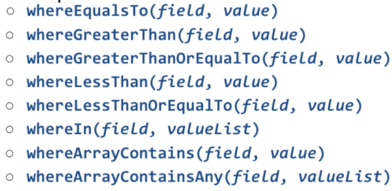 ○ whereEqualsTo(field, value)
○ whereGreaterThan(field, value)
○ whereGreaterThanOrEqualTo(field, value)
○ whereLessThan(field, value)
○ whereLessThanOrEqualTo(field, value)
○ whereIn(field, valueList)
○ whereArrayContains(field, value)
○ whereArrayContainsAny(field, valueList)